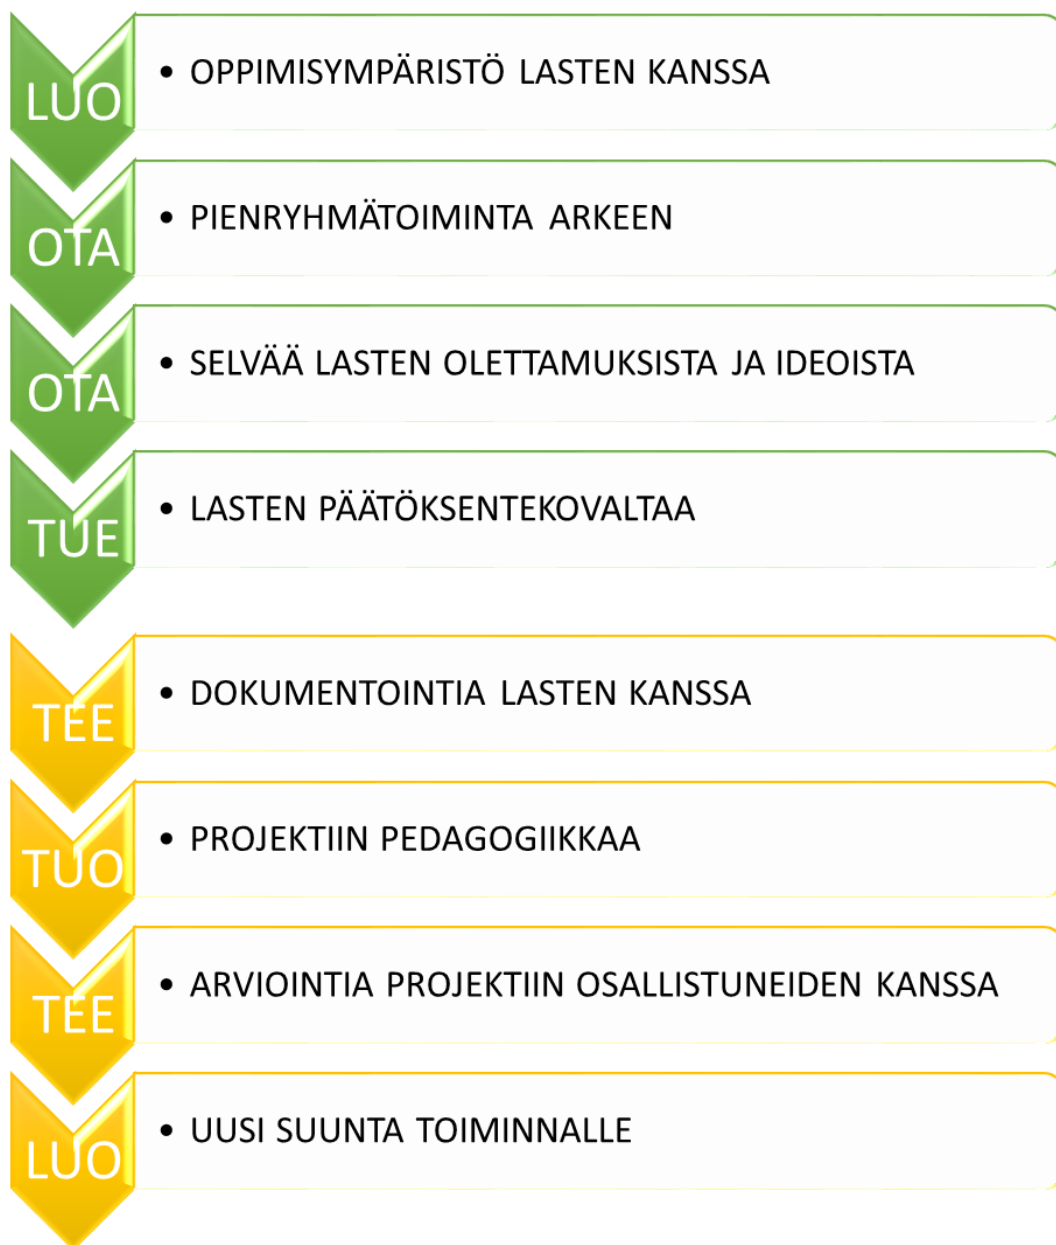 LUO
• OPPIMISYMPÄRISTÖ LASTEN KANSSA
OTA
• PIENRYHMÄTOIMINTA ARKEEN
OTA
• SELVÄÄ LASTEN OLETTAMUKSISTA JA IDEOISTA
TUE
• LASTEN PÄÄTÖKSENTEKOVALTAA
TEE
• DOKUMENTOINTIA LASTEN KANSSA
TUO
• PROJEKTIIN PEDAGOGIIKKAA
TEE
• ARVIOINTIA PROJEKTIIN OSALLISTUNEIDEN KANSSA
LUO
• UUSI SUUNTA TOIMINNALLE